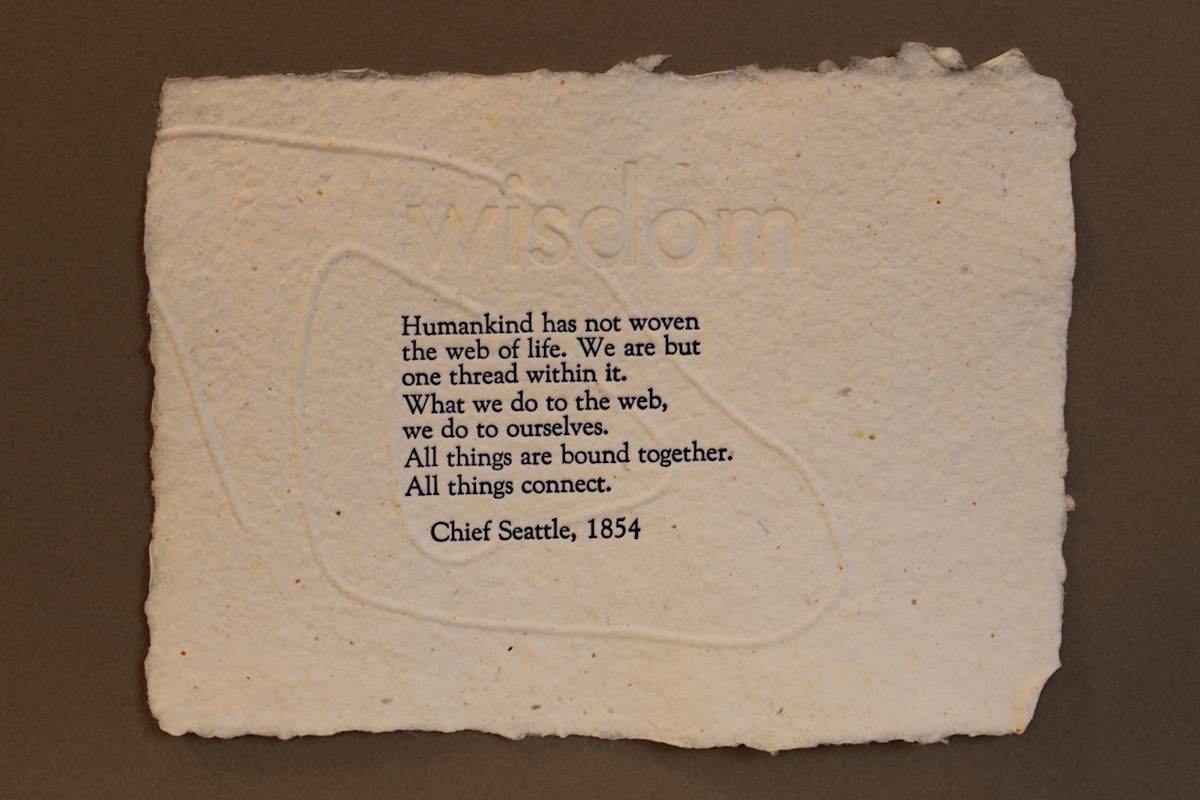 wisdom
Humankind has not woven
the web of life. We are but
one thread within it.
What we do to the web,
we do to ourselves.
All things are bound together.
All things connect.
Chief Seattle, 1854